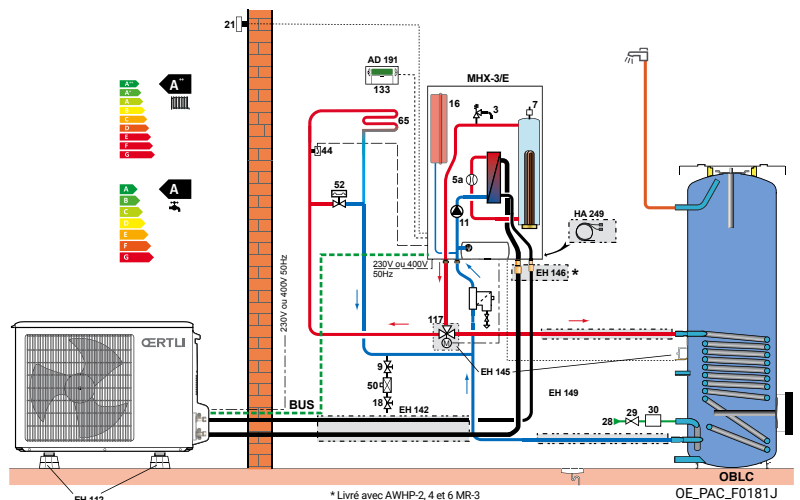 21
AD 191
133
MHX-3/E
A++
A+
A
B
C
D
E
F
G
A++
16
3
7
65
44
5a
52
11
HA 249
A
B
C
D
E
F
G
A
230V ou 400V
50Hz
EH 146 *
230V ou 400V 50Hz
117
M
ŒRTLI
9
EH 145
50
BUS
18
EH 142
EH 149
28
29
30
OBLC
EH 112
* Livré avec AWHP-2, 4 et 6 MR-3
OE_PAC_F0181J